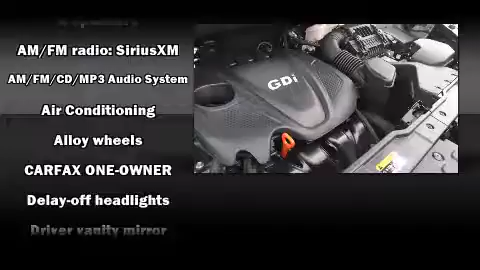 AM/FM radio: SiriusXM
AM/FM/CD/MP3 Audio System
Air Conditioning
Alloy wheels
CARFAX ONE-OWNER
Delay-off headlights
Driver vanity mirror
GDi